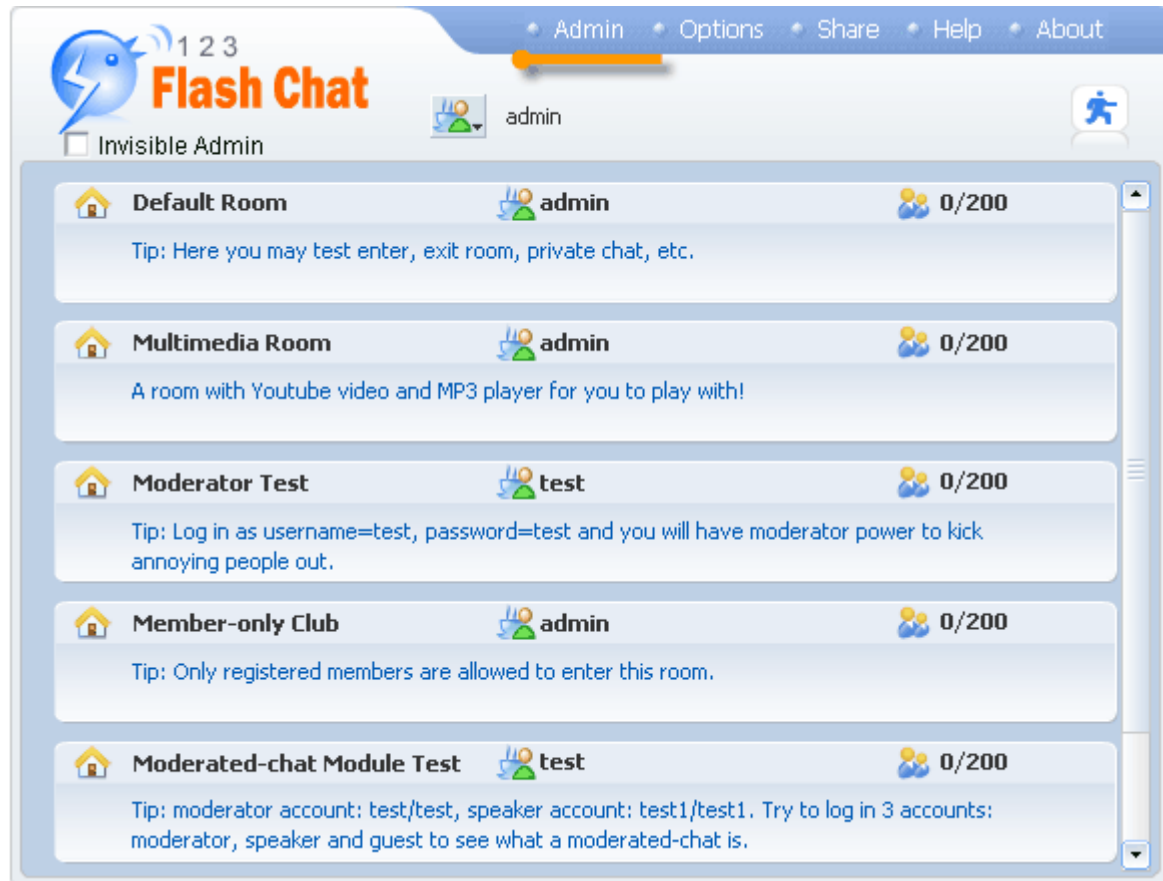 Admin Options Share Help About
123
Flash Chat
admin
Invisible Admin
Default Room admin 0/200
Tip: Here you may test enter, exit room, private chat, etc.
Multimedia Room admin 0/200
A room with Youtube video and MP3 player for you to play with!
Moderator Test test 0/200
Tip: Log in as username=test, password=test and you will have moderator power to kick
annoying people out.
Member-only Club admin 0/200
Tip: Only registered members are allowed to enter this room.
Moderated-chat Module Test test 0/200
Tip: moderator account: test/test, speaker account: test1/test1. Try to log in 3 accounts:
moderator, speaker and guest to see what a moderated-chat is.